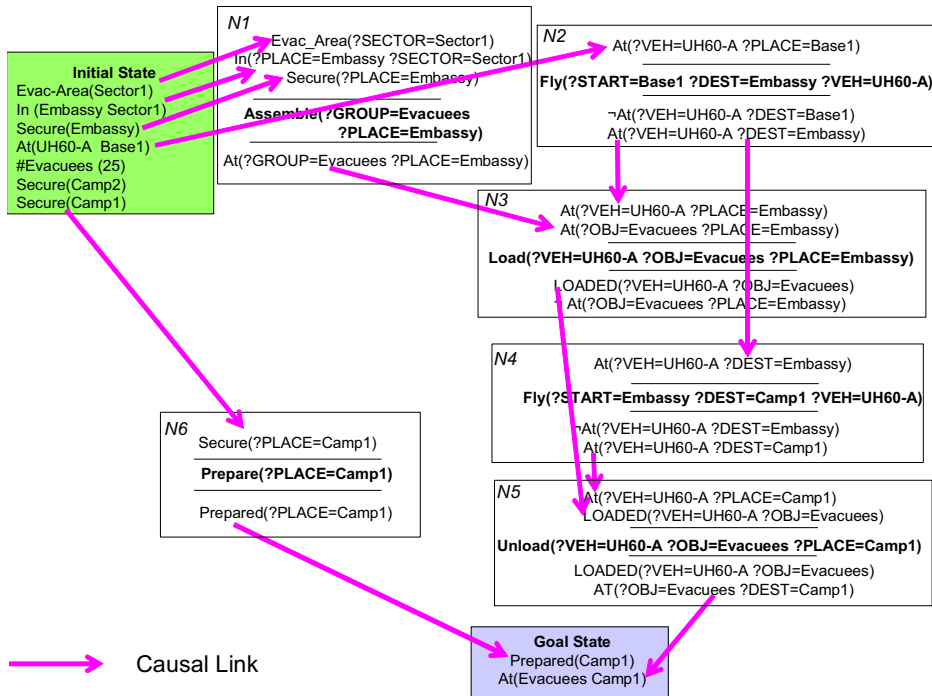 Initial State
Evac-Area(Sector1)
In (Embassy Sector1)
Secure(Embassy)
At(UH60-A Base1)
#Evacuees (25)
Secure(Camp2)
Secure(Camp1)
N1
Evac_Area(?SECTOR=Sector1)
In(?PLACE=Embassy ?SECTOR=Sector1)
Secure(?PLACE=Embassy)
Assemble(?GROUP=Evacuees
?PLACE=Embassy)
At(?GROUP=Evacuees ?PLACE=Embassy)
N2
At(?VEH=UH60-A ?PLACE=Base1)
Fly(?START=Base1 ?DEST=Embassy ?VEH=UH60-A)
¬At(?VEH=UH60-A ?DEST=Base1)
At(?VEH=UH60-A ?DEST=Embassy)
N3
At(?VEH=UH60-A ?PLACE=Embassy)
At(?OBJ=Evacuees ?PLACE=Embassy)
Load(?VEH=UH60-A ?OBJ=Evacuees ?PLACE=Embassy)
LOADED(?VEH=UH60-A ?OBJ=Evacuees)
¬ At(?OBJ=Evacuees ?PLACE=Embassy)
N4
At(?VEH=UH60-A ?DEST=Embassy)
Fly(?START=Embassy ?DEST=Camp1 ?VEH=UH60-A)
¬At(?VEH=UH60-A ?DEST=Embassy)
At(?VEH=UH60-A ?DEST=Camp1)
N6
Secure(?PLACE=Camp1)
Prepare(?PLACE=Camp1)
Prepared(?PLACE=Camp1)
N5
At(?VEH=UH60-A ?PLACE=Camp1)
LOADED(?VEH=UH60-A ?OBJ=Evacuees)
Unload(?VEH=UH60-A ?OBJ=Evacuees ?PLACE=Camp1)
LOADED(?VEH=UH60-A ?OBJ=Evacuees)
AT(?OBJ=Evacuees ?DEST=Camp1)
Goal State
Prepared(Camp1)
At(Evacuees Camp1)
Causal Link